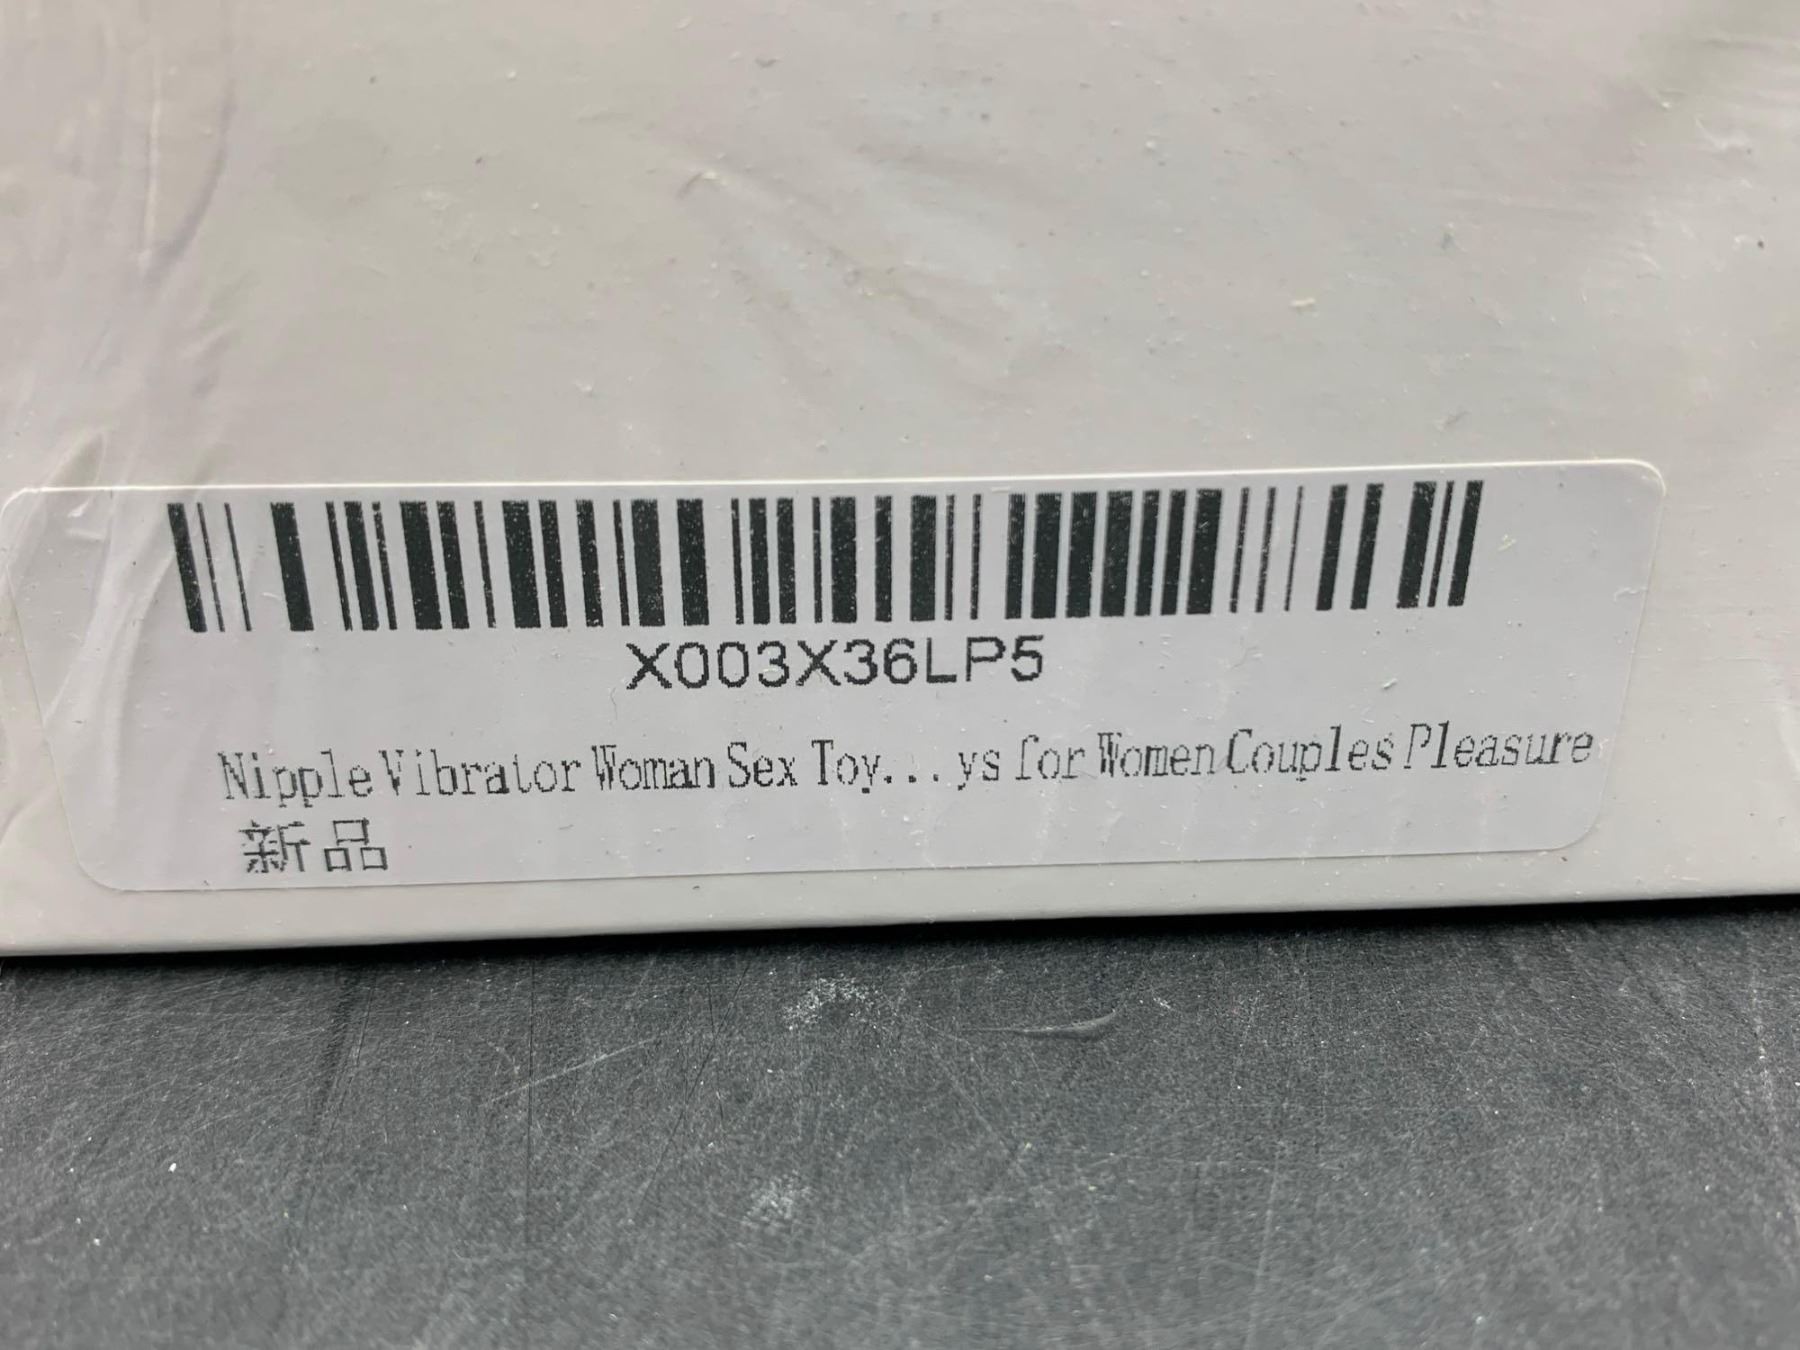 X003X36LP5
Nipple Vibrator Woman Sex Toy...ys for Women Couples Pleasure
新品